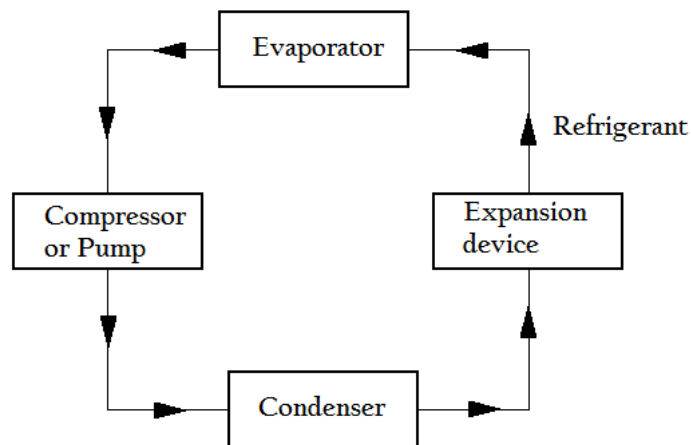 Evaporator
Refrigerant
Compressor
or Pump
Expansion
device
Condenser